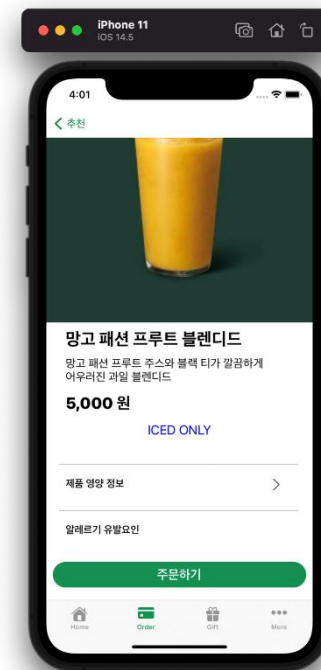 iPhone 11
iOS 14.5
4:01
추천
망고 패션 프루트 블렌디드
망고 패션 프루트 주스와 블랙 티가 깔끔하게
어우러진 과일 블렌디드
5,000 원
ICED ONLY
제품 영양 정보
알레르기 유발요인
주문하기
Home
Order
Gift
More